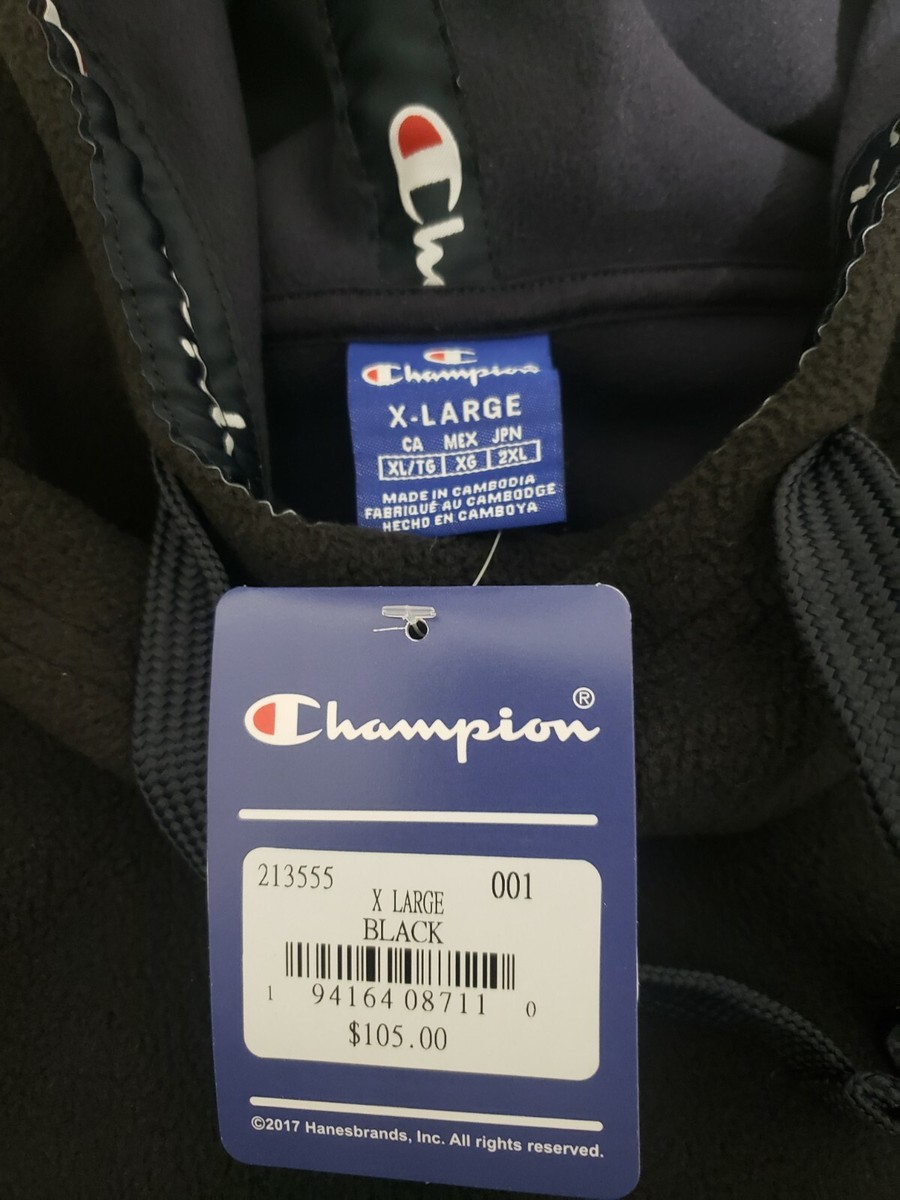 Ch
Champion
X-LARGE
CA MEX JPN
XL/TG XG 2XL
MADE IN CAMBODIA
FABRIQUÉ AU CAMBODGE
HECHO EN CAMBOYA
Champion®
213555 001
X LARGE
BLACK
1 94164 08711 0
$105.00
©2017 Hanesbrands, Inc. All rights reserved.